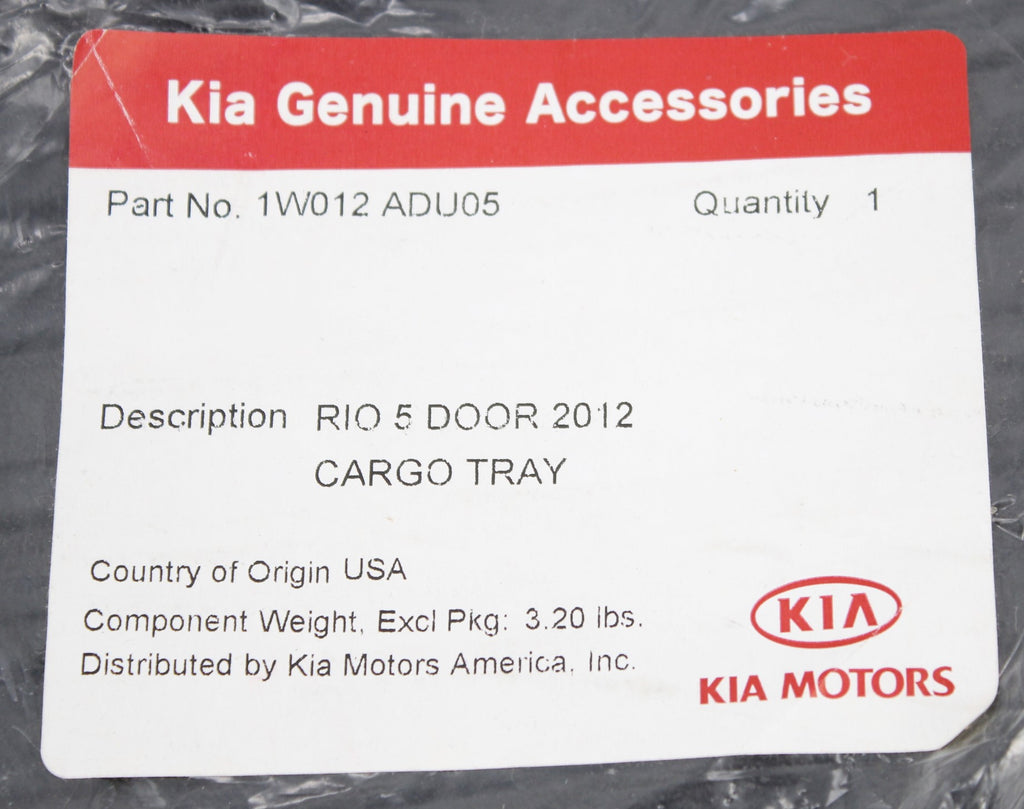 Kia Genuine Accessories
Part No. 1W012 ADU05 Quantity 1
Description RIO 5 DOOR 2012
CARGO TRAY
Country of Origin USA
Component Weight, Excl Pkg: 3.20 lbs.
Distributed by Kia Motors America, Inc.
KIA
KIA MOTORS